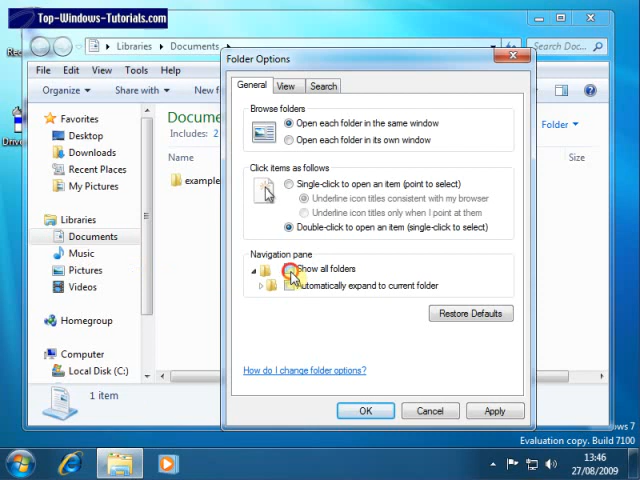 Top-Windows-Tutorials.com
Libraries
Documents
Search Doc...
Folder Options
File Edit View Tools Help
General View Search
Organize Share with New f
Browse folders
Open each folder in the same window
Open each folder in its own window
Favorites
Desktop
Downloads
Recent Places
My Pictures
Includes: 2
Name
example
Folder
Size
Click items as follows
Single-click to open an item (point to select)
Underline icon titles consistent with my browser
Underline icon titles only when I point at them
Double-click to open an item (single-click to select)
Libraries
Documents
Music
Pictures
Videos
Navigation pane
Show all folders
Automatically expand to current folder
Restore Defaults
Homegroup
Computer
Local Disk (C:)
How do I change folder options?
1 item
OK Cancel Apply
Evaluation copy. Build 7100
13:46
27/08/2009